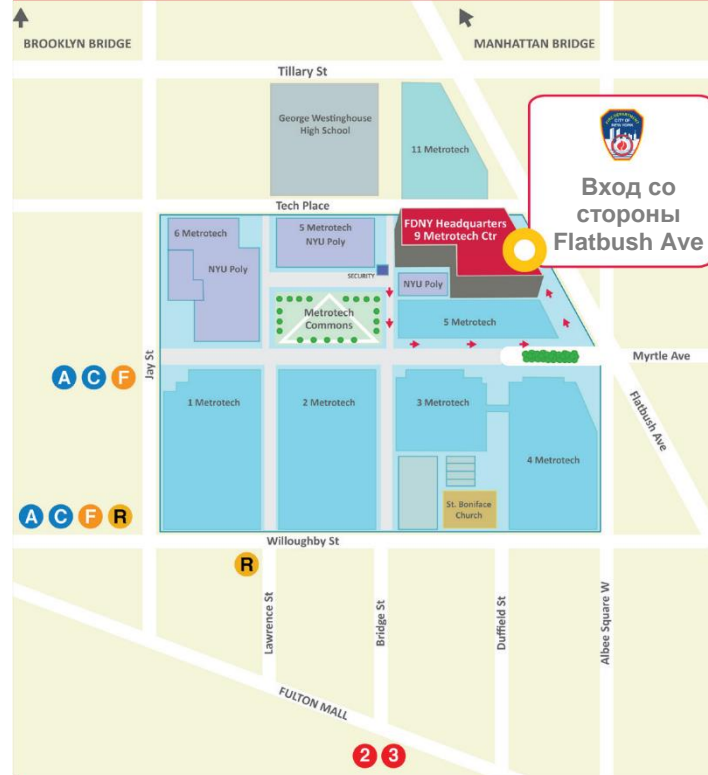 BROOKLYN BRIDGE
MANHATTAN BRIDGE
Tillary St
George Westinghouse
High School
11 Metrotech
CITY OF
Вход со
стороны
Flatbush Ave
Tech Place
6 Metrotech
NYU Poly
5 Metrotech
NYU Poly
FDNY Headquarters
9 Metrotech Ctr
SECURITY
NYU Poly
Metrotech
Commons
5 Metrotech
Jay St
Myrtle Ave
A C F
Flatbush Ave
1 Metrotech
2 Metrotech
3 Metrotech
4 Metrotech
St. Boniface
Church
A C F R
Willoughby St
R
Lawrence St
Bridge St
Duffield St
Albee Square W
FULTON MALL
2 3